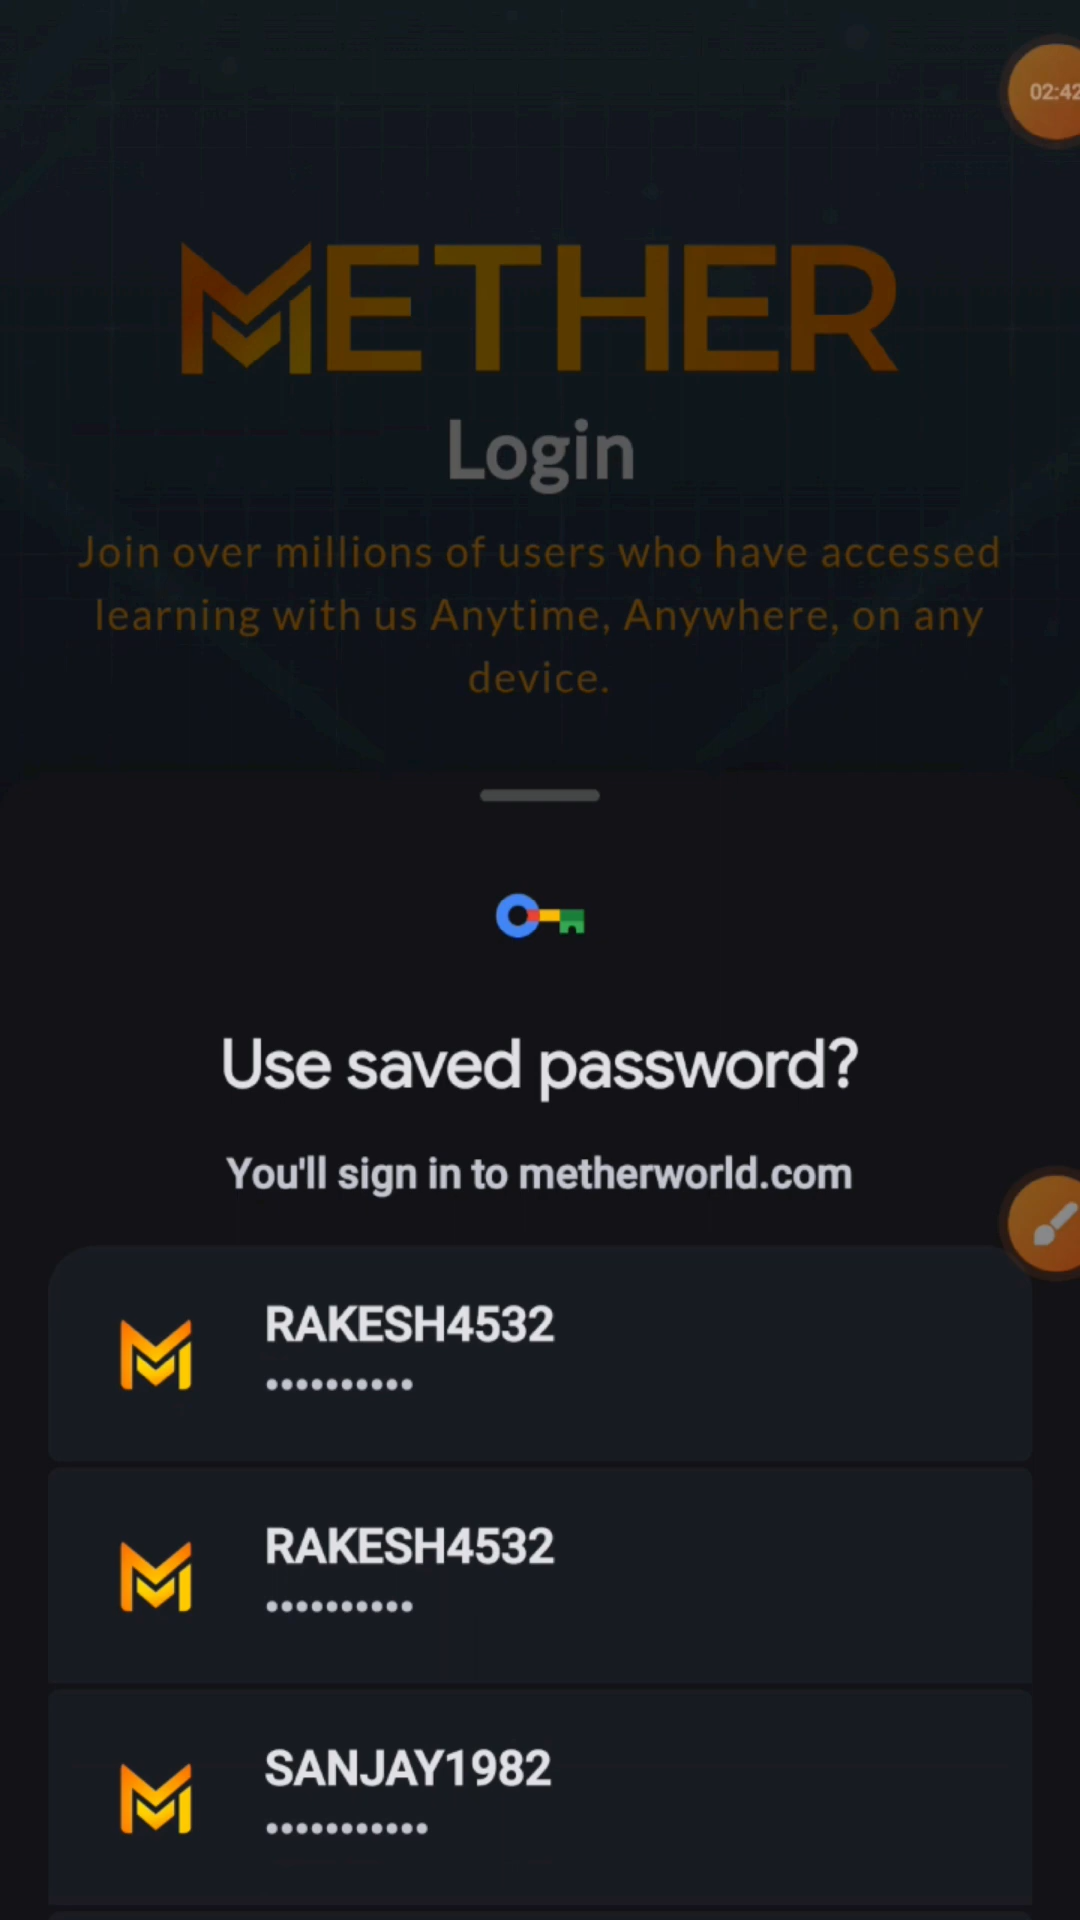 02:42
METHER
Login
Join over millions of users who have accessed
learning with us Anytime, Anywhere, on any
device.
Use saved password?
You'll sign in to metherworld.com
RAKESH4532
••••••••••
RAKESH4532
••••••••••
SANJAY1982
•••••••••••